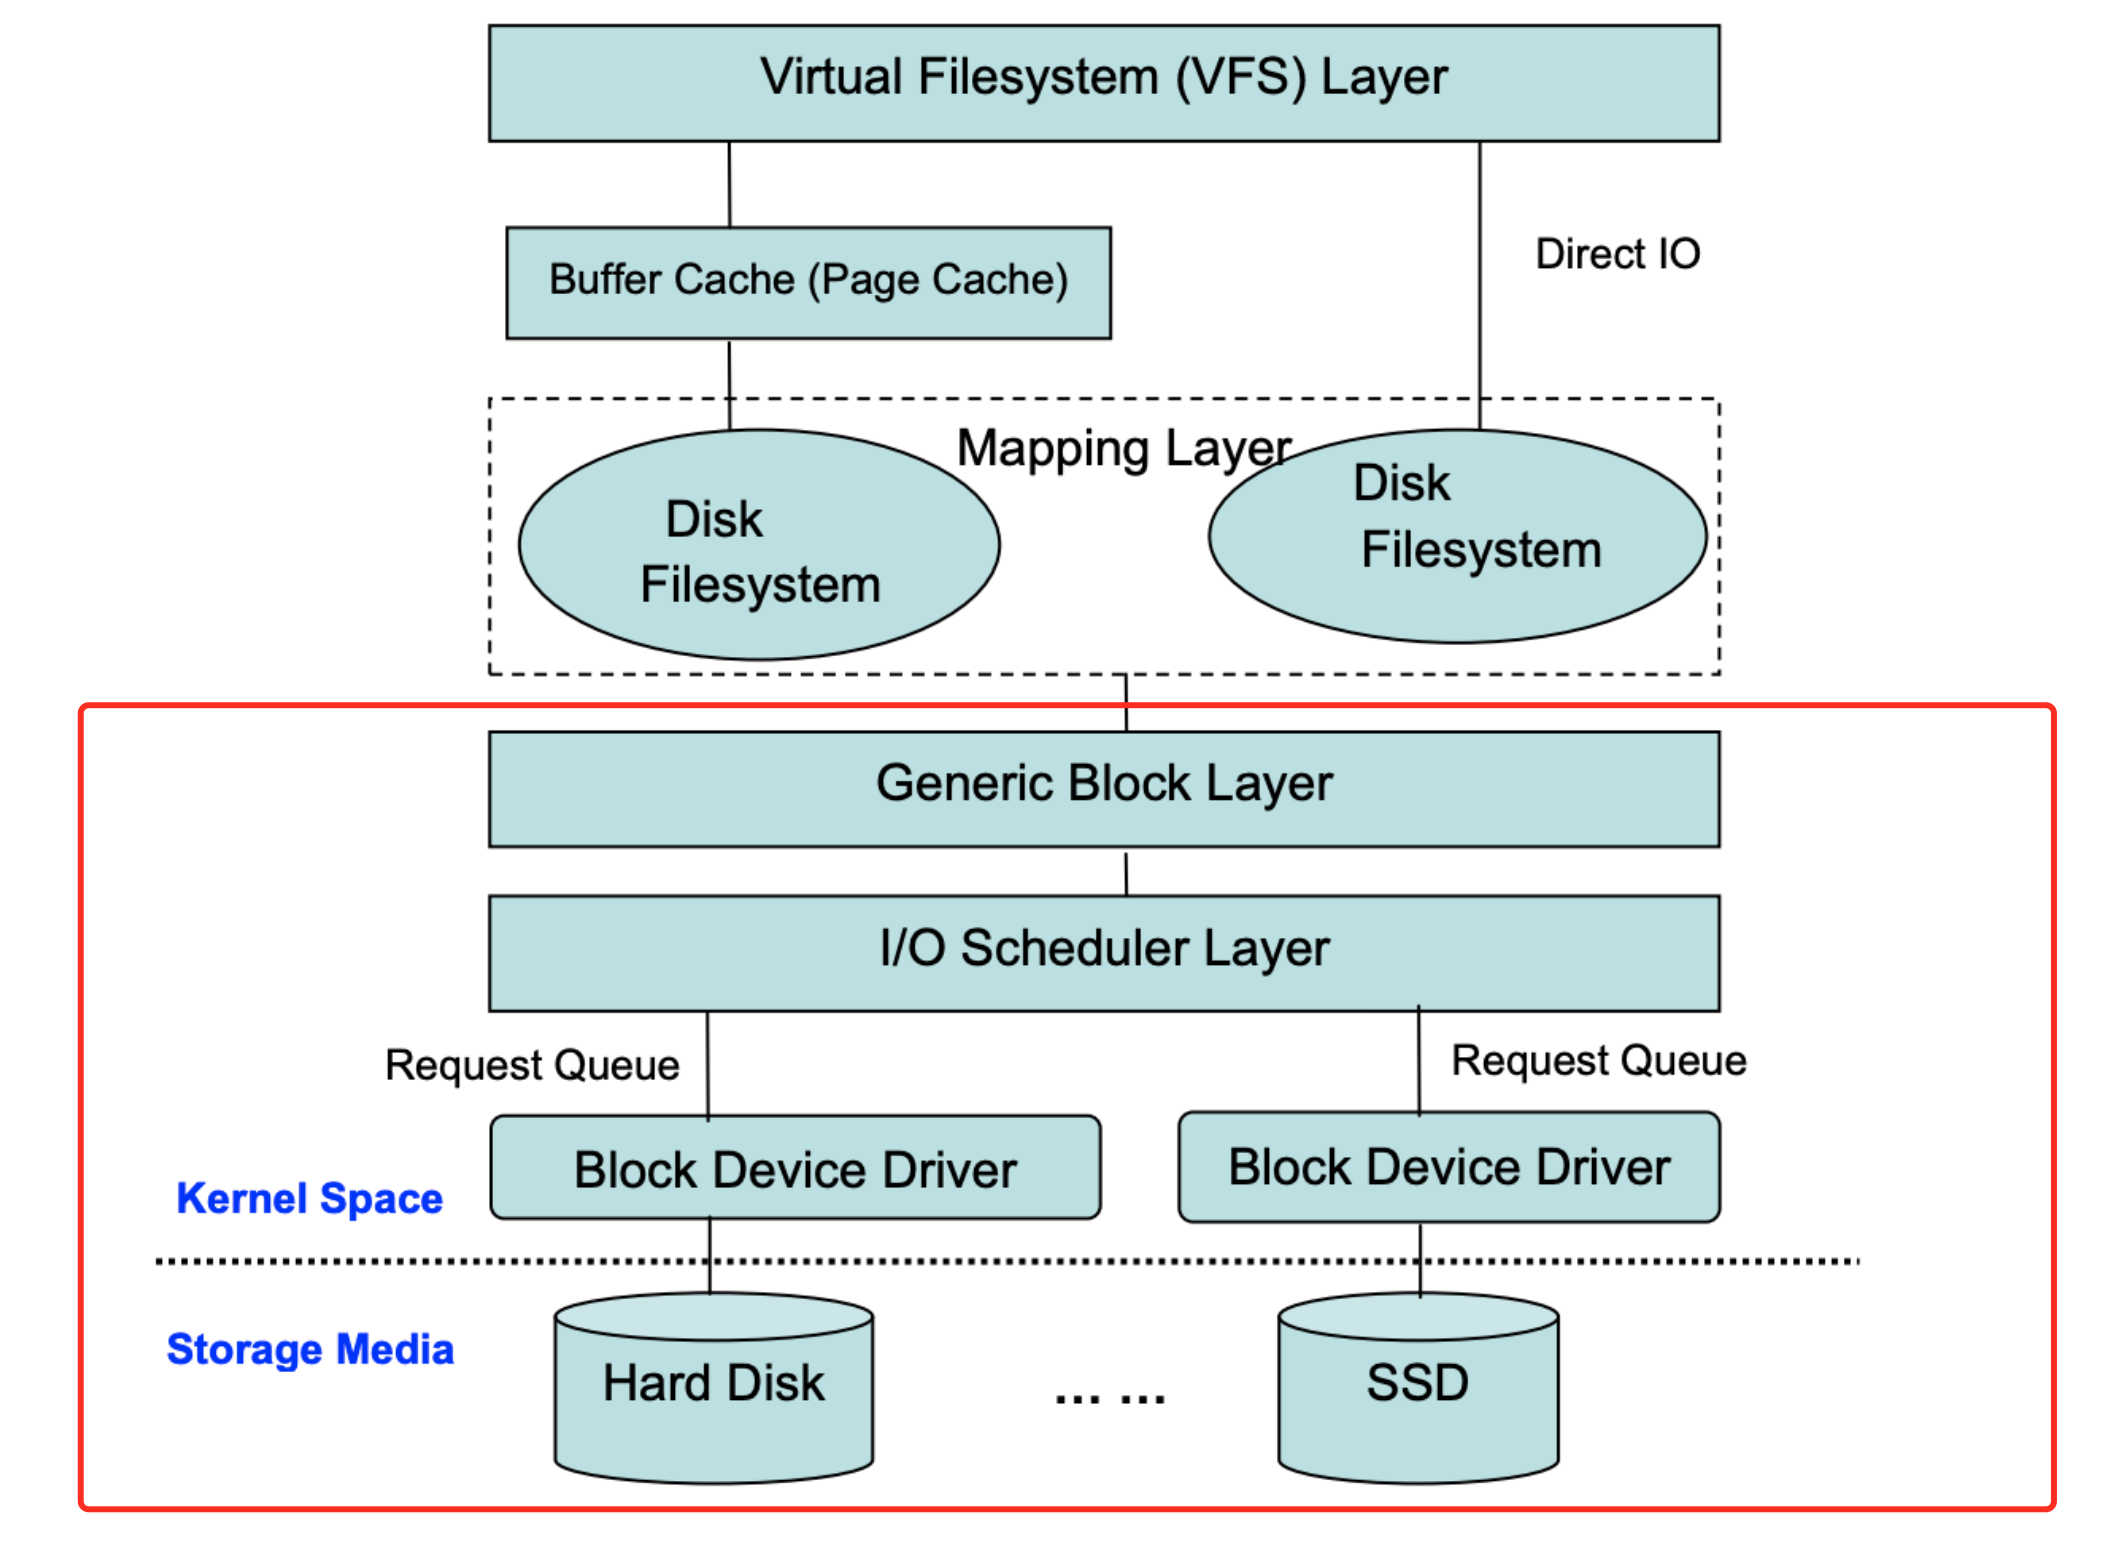 Virtual Filesystem (VFS) Layer
Buffer Cache (Page Cache)
Direct IO
Mapping Layer
Disk
Filesystem
Disk
Filesystem
Generic Block Layer
I/O Scheduler Layer
Request Queue
Request Queue
Block Device Driver
Block Device Driver
Kernel Space
Storage Media
Hard Disk
... ...
SSD